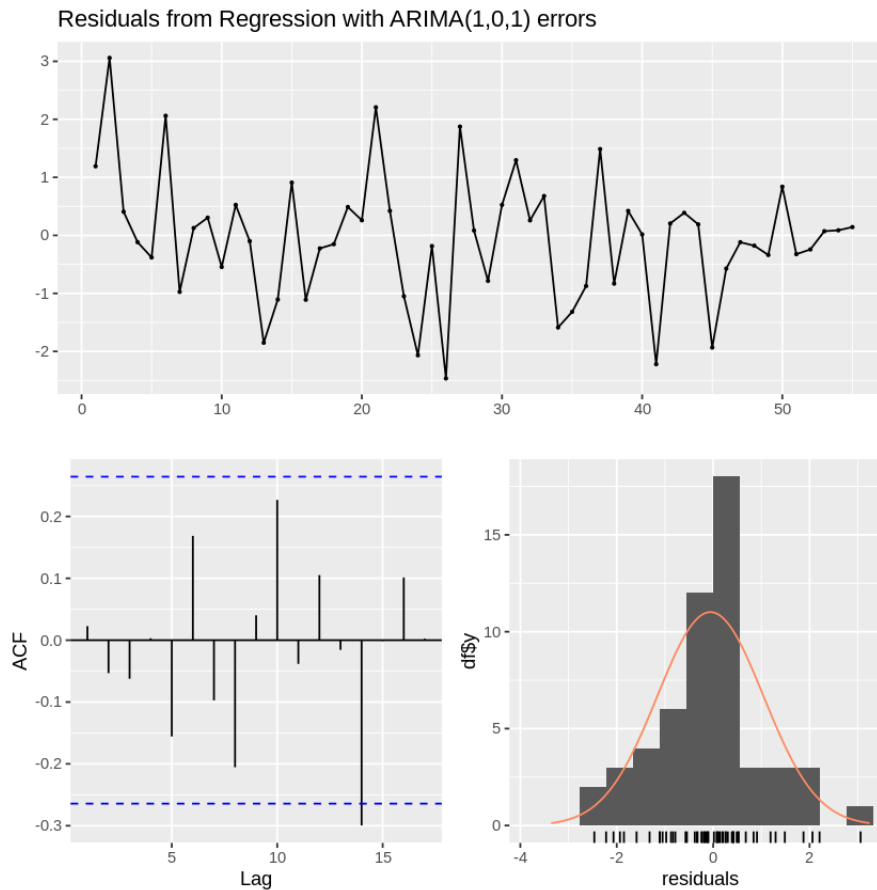 Residuals from Regression with ARIMA(1,0,1) errors
3
2
1
0
-1
-2
0 10 20 30 40 50
ACF
0.2
0.1
0.0
-0.1
-0.2
-0.3
5 10 15
Lag
df$y
15
10
5
0
-4 -2 0 2
residuals